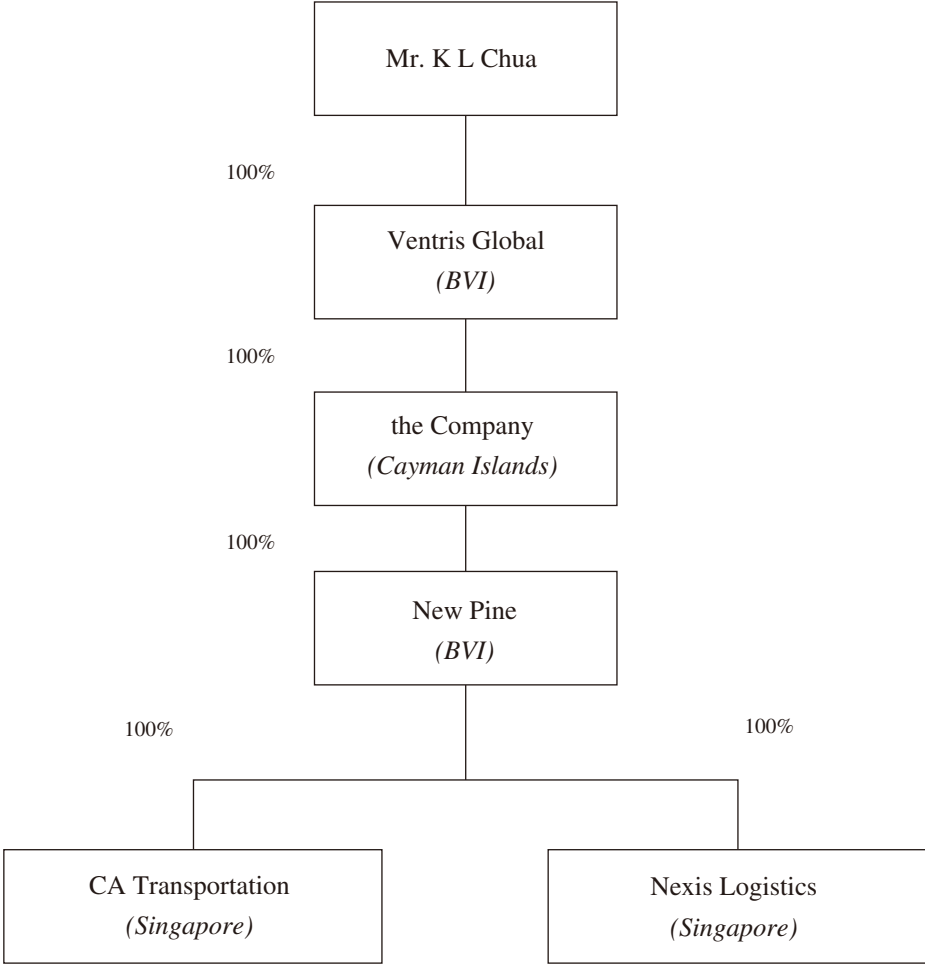 Mr. K L Chua
100%
Ventris Global
(BVI)
100%
the Company
(Cayman Islands)
100%
New Pine
(BVI)
100%
100%
CA Transportation
(Singapore)
Nexis Logistics
(Singapore)